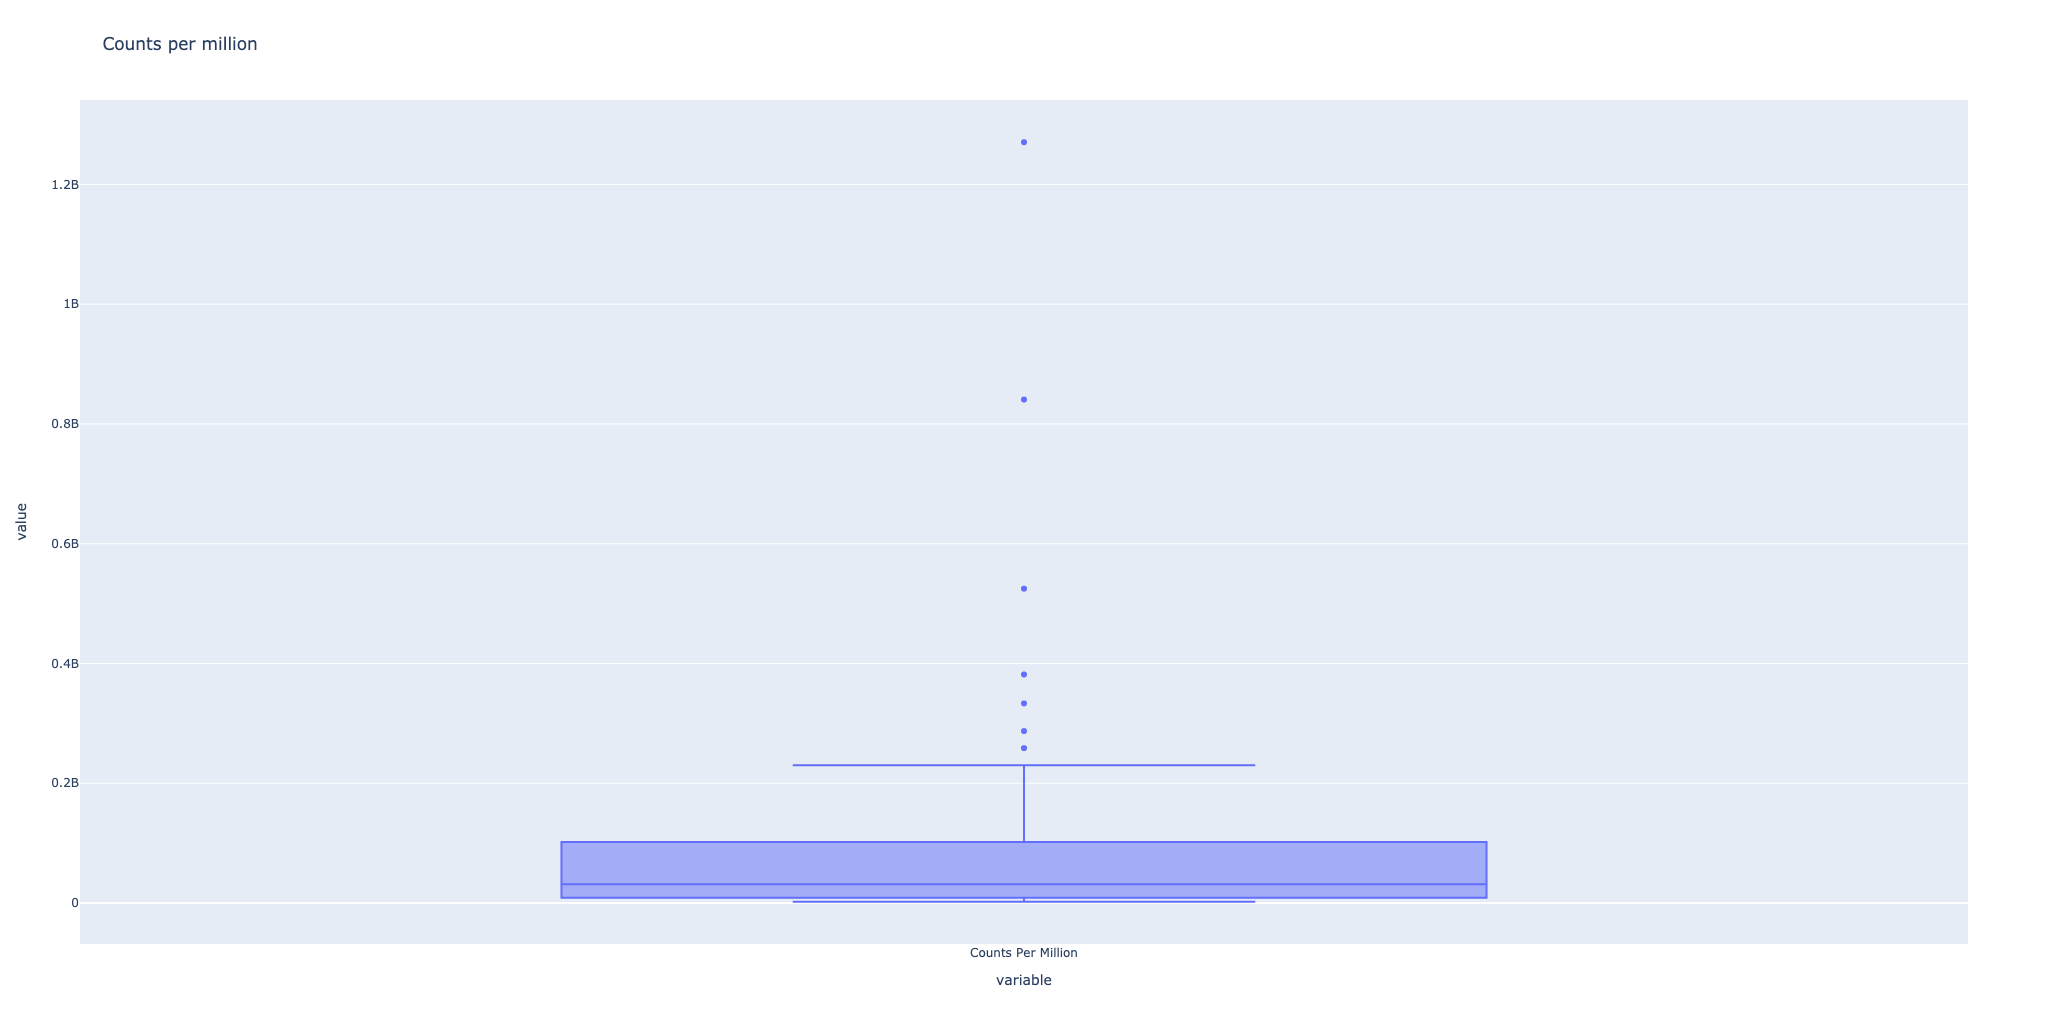 Counts per million
1.2B
1B
0.8B
0.6B
0.4B
0.2B
0
value
Counts Per Million
variable